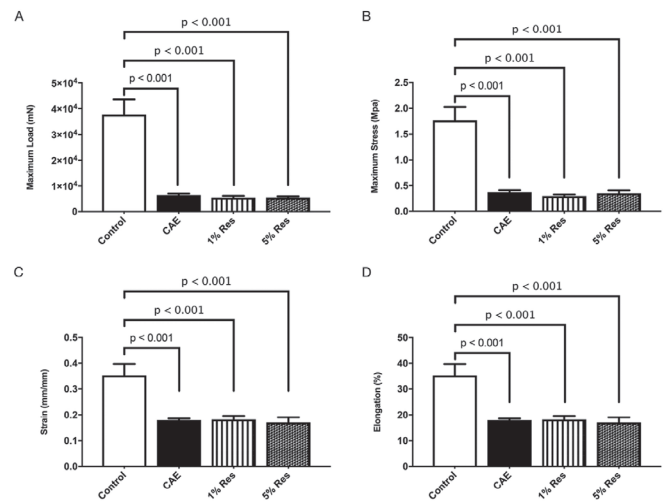 A
p < 0.001
p < 0.001
p < 0.001
5×10⁴
4×10⁴
3×10⁴
2×10⁴
1×10⁴
0
Maximum Load (mN)
Control
CAE
1% Res
5% Res
B
p < 0.001
p < 0.001
p < 0.001
2.5
2.0
1.5
1.0
0.5
0.0
Maximum Stress (Mpa)
Control
CAE
1% Res
5% Res
C
p < 0.001
p < 0.001
p < 0.001
0.5
0.4
0.3
0.2
0.1
0.0
Strain (mm/mm)
Control
CAE
1% Res
5% Res
D
p < 0.001
p < 0.001
p < 0.001
50
40
30
20
10
0
Elongation (%)
Control
CAE
1% Res
5% Res